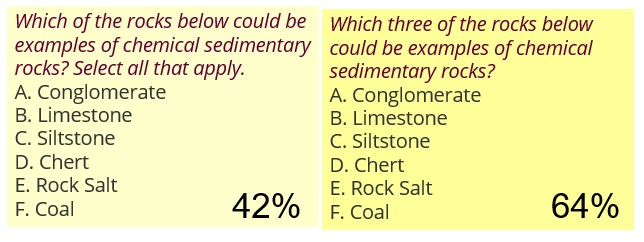 Which of the rocks below could be
examples of chemical sedimentary
rocks? Select all that apply.
A. Conglomerate
B. Limestone
C. Siltstone
D. Chert
E. Rock Salt
F. Coal
42%
Which three of the rocks below
could be examples of chemical
sedimentary rocks?
A. Conglomerate
B. Limestone
C. Siltstone
D. Chert
E. Rock Salt
F. Coal
64%